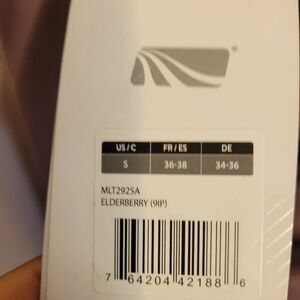 ®
US/C FR/ES DE
S 36-38 34-36
MLT2925A
ELDERBERRY (9IP)
7 64204 42188 6